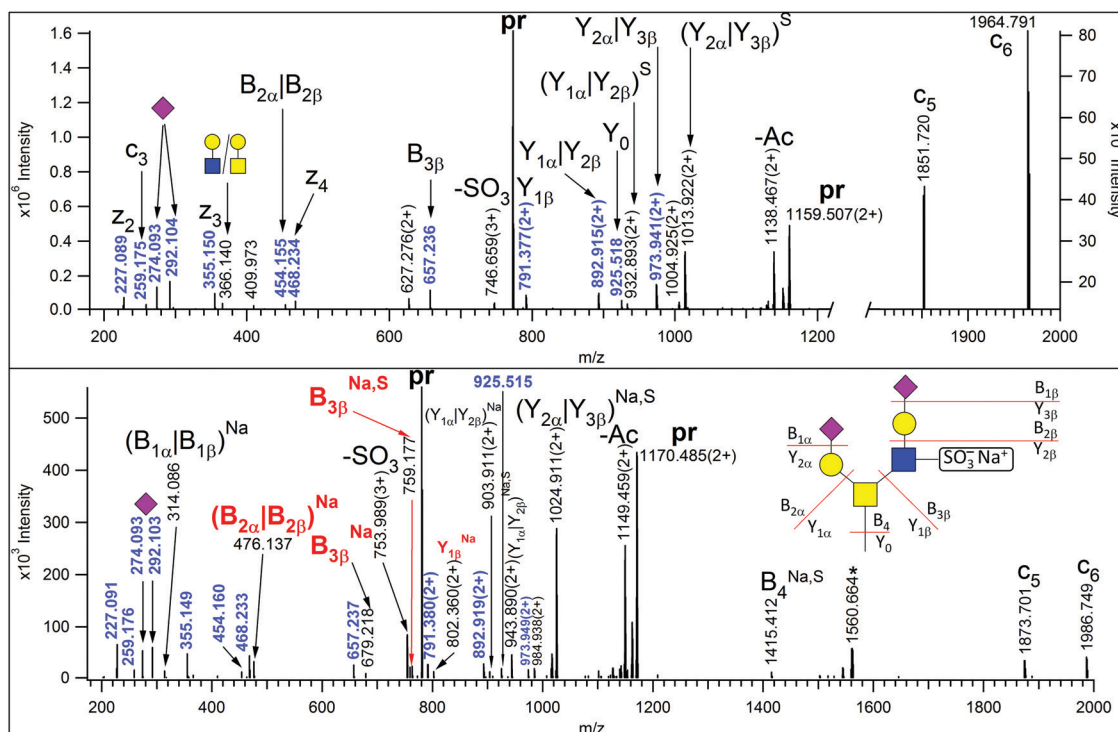 pr
1964.791
c6
Y2α|Y3β
(Y2α|Y3β)S
(Y1α|Y2β)S
B2α|B2β
c5
1851.720
c3
B3β
Y1α|Y2β
Y0
-Ac
z2
z3
z4
-SO3
Y1β
pr
227.089
259.175
274.093
292.104
355.150
366.140
409.973
454.155
468.234
627.276(2+)
657.236
746.659(3+)
791.377(2+)
892.915(2+)
925.518
932.893(2+)
973.941(2+)
1004.925(2+)
1013.922(2+)
1138.467(2+)
1159.507(2+)
x10⁶ Intensity
1.6
1.4
1.2
1.0
0.8
0.6
0.4
0.2
0.0
80
70
60
50
40
30
20
x10³ Intensity
200 400 600 800 1000 1200 1900 2000
m/z m/z
pr
925.515
B3βNa,S
(Y1α|Y2β)Na
(Y2α|Y3β)Na,S
(B1α|B1β)Na
-SO3
-Ac
pr
1170.485(2+)
(B2α|B2β)Na
B3βNa
Y1βNa
(Y1α|Y2β)Na,S
227.091
259.176
274.093
292.103
314.086
355.149
454.160
468.233
476.137
657.237
679.218
753.989(3+)
759.177
791.380(2+)
802.360(2+)
892.919(2+)
903.911(2+)
943.890(2+)
973.949(2+)
984.938(2+)
1024.911(2+)
1149.459(2+)
B4Na,S
1415.412
1560.664*
c5
1873.701
c6
1986.749
B1β
Y3β
B2β
Y2β
B1α
Y2α
SO3⁻Na⁺
B2α
Y1α
B4
Y0
B3β
Y1β
x10³ Intensity
500
400
300
200
100
0
200 400 600 800 1000 1200 1400 1600 1800 2000
m/z